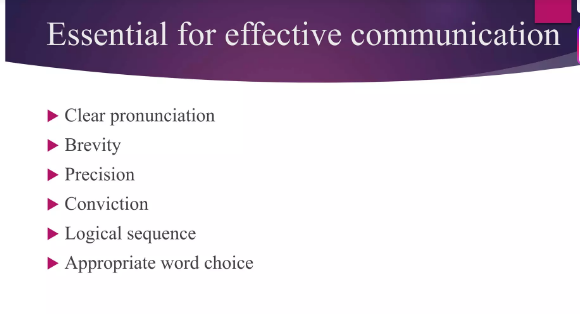 Essential for effective communication
Clear pronunciation
Brevity
Precision
Conviction
Logical sequence
Appropriate word choice